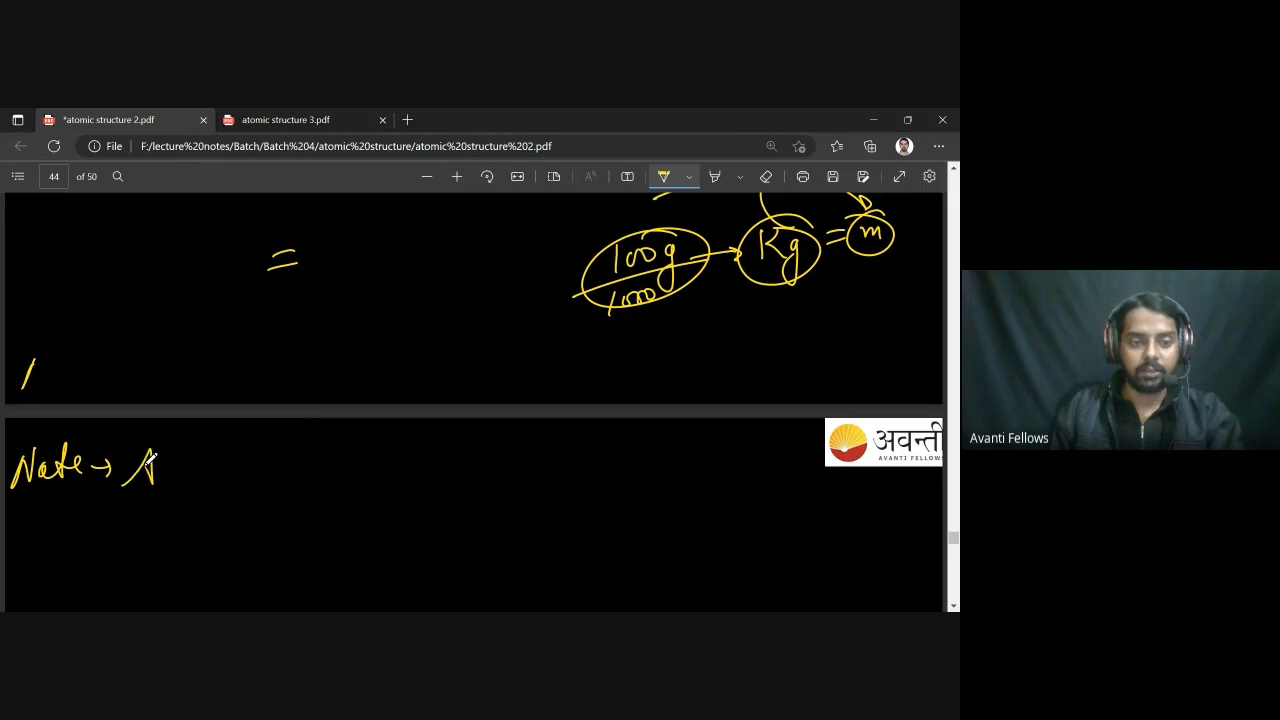 *atomic structure 2.pdf
atomic structure 3.pdf
File
F:/lecture%20notes/Batch/Batch%204/atomic%20structure/atomic%20structure%202.pdf
44 of 50
100g → Kg = m
1000
=
Note → A
अवन्ती
AVANTI FELLOWS
Avanti Fellows